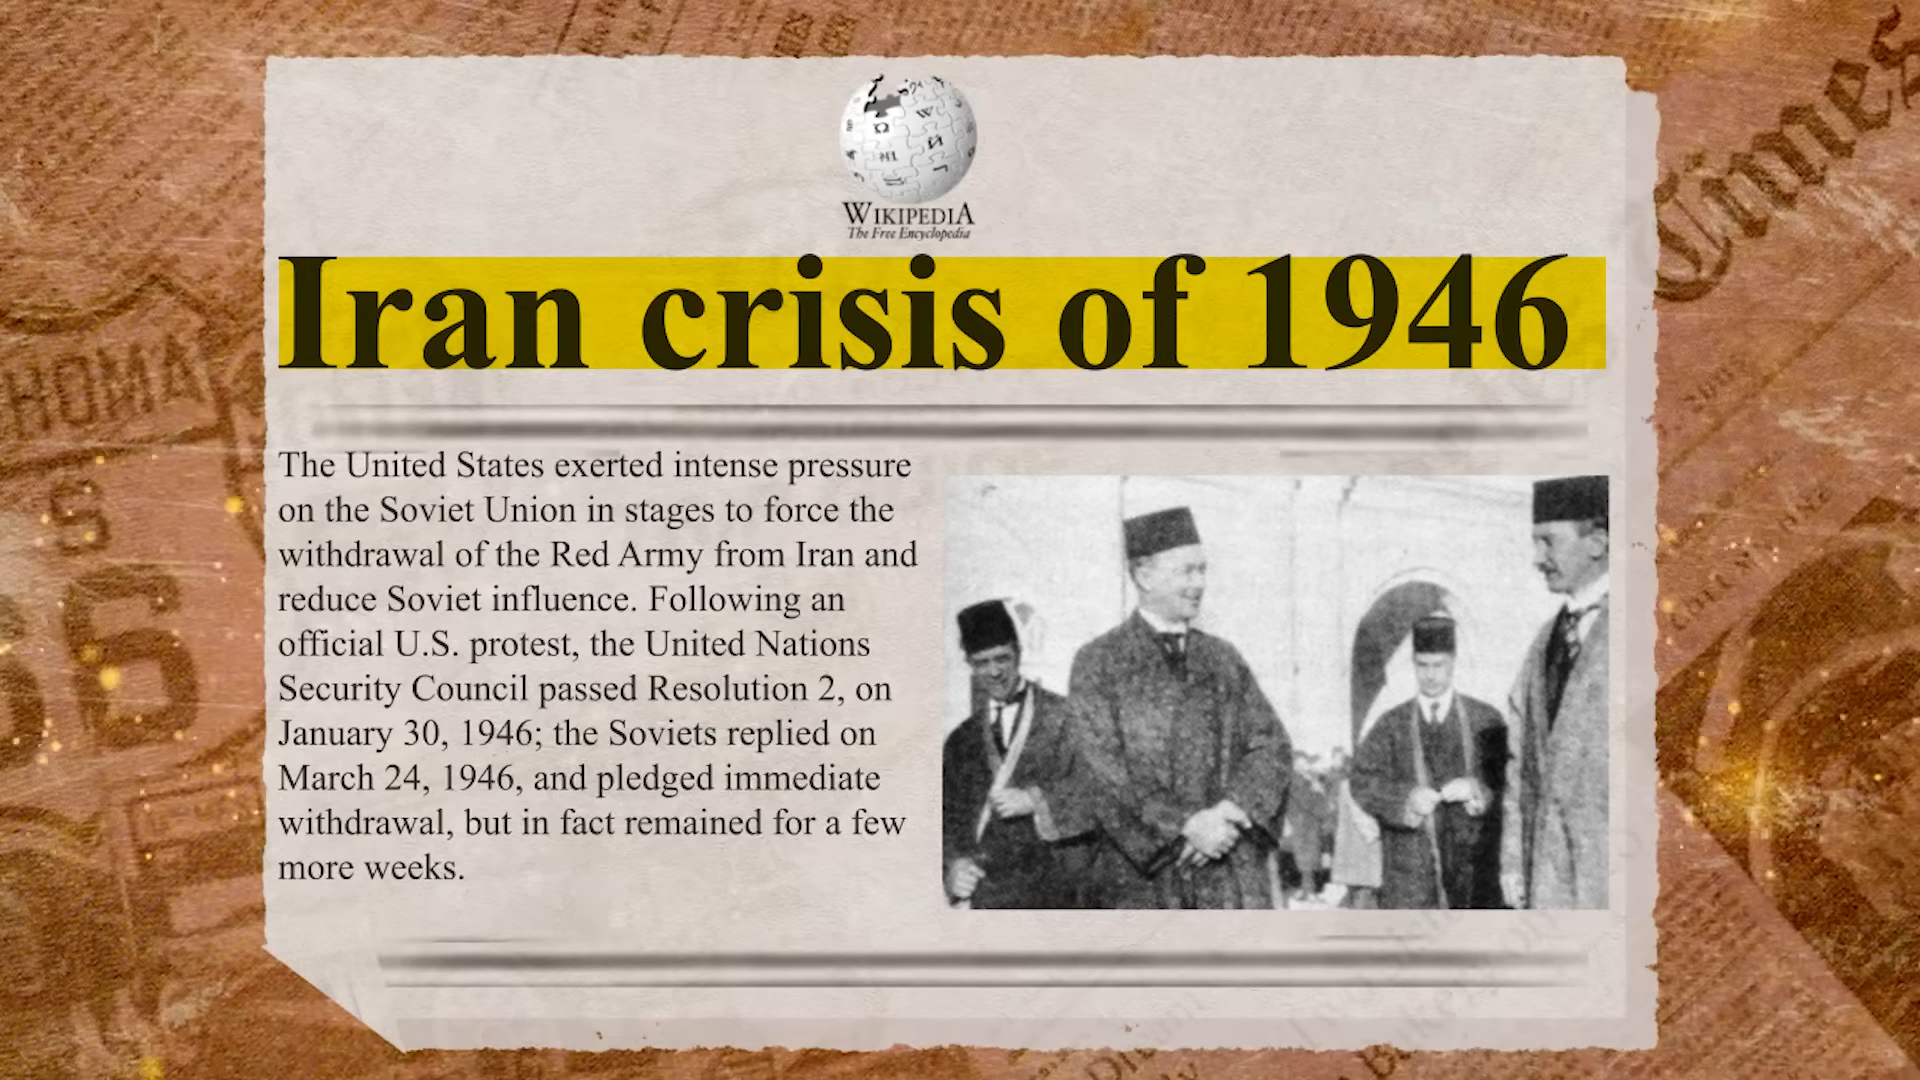 WIKIPEDIA
The Free Encyclopedia
Iran crisis of 1946
The United States exerted intense pressure
on the Soviet Union in stages to force the
withdrawal of the Red Army from Iran and
reduce Soviet influence. Following an
official U.S. protest, the United Nations
Security Council passed Resolution 2, on
January 30, 1946; the Soviets replied on
March 24, 1946, and pledged immediate
withdrawal, but in fact remained for a few
more weeks.
Times